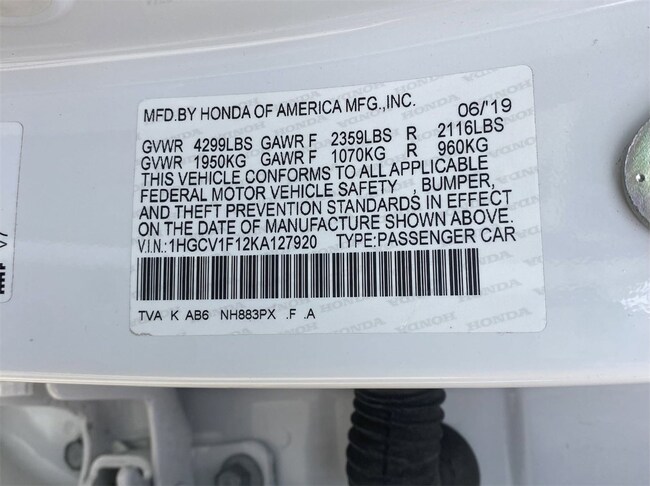 MFD.BY HONDA OF AMERICA MFG.,INC. 06/'19
GVWR 4299LBS GAWR F 2359LBS R 2116LBS
GVWR 1950KG GAWR F 1070KG R 960KG
THIS VEHICLE CONFORMS TO ALL APPLICABLE
FEDERAL MOTOR VEHICLE SAFETY , BUMPER,
AND THEFT PREVENTION STANDARDS IN EFFECT
ON THE DATE OF MANUFACTURE SHOWN ABOVE.
V.I.N.:1HGCV1F12KA127920 TYPE:PASSENGER CAR
TVA K AB6 NH883PX .F .A